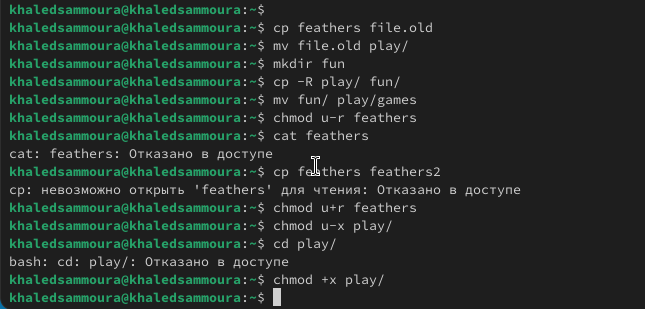 khaledsammoura@khaledsammoura:~$
khaledsammoura@khaledsammoura:~$ cp feathers file.old
khaledsammoura@khaledsammoura:~$ mv file.old play/
khaledsammoura@khaledsammoura:~$ mkdir fun
khaledsammoura@khaledsammoura:~$ cp -R play/ fun/
khaledsammoura@khaledsammoura:~$ mv fun/ play/games
khaledsammoura@khaledsammoura:~$ chmod u-r feathers
khaledsammoura@khaledsammoura:~$ cat feathers
cat: feathers: Отказано в доступе
khaledsammoura@khaledsammoura:~$ cp feathers feathers2
cp: невозможно открыть 'feathers' для чтения: Отказано в доступе
khaledsammoura@khaledsammoura:~$ chmod u+r feathers
khaledsammoura@khaledsammoura:~$ chmod u-x play/
khaledsammoura@khaledsammoura:~$ cd play/
bash: cd: play/: Отказано в доступе
khaledsammoura@khaledsammoura:~$ chmod +x play/
khaledsammoura@khaledsammoura:~$